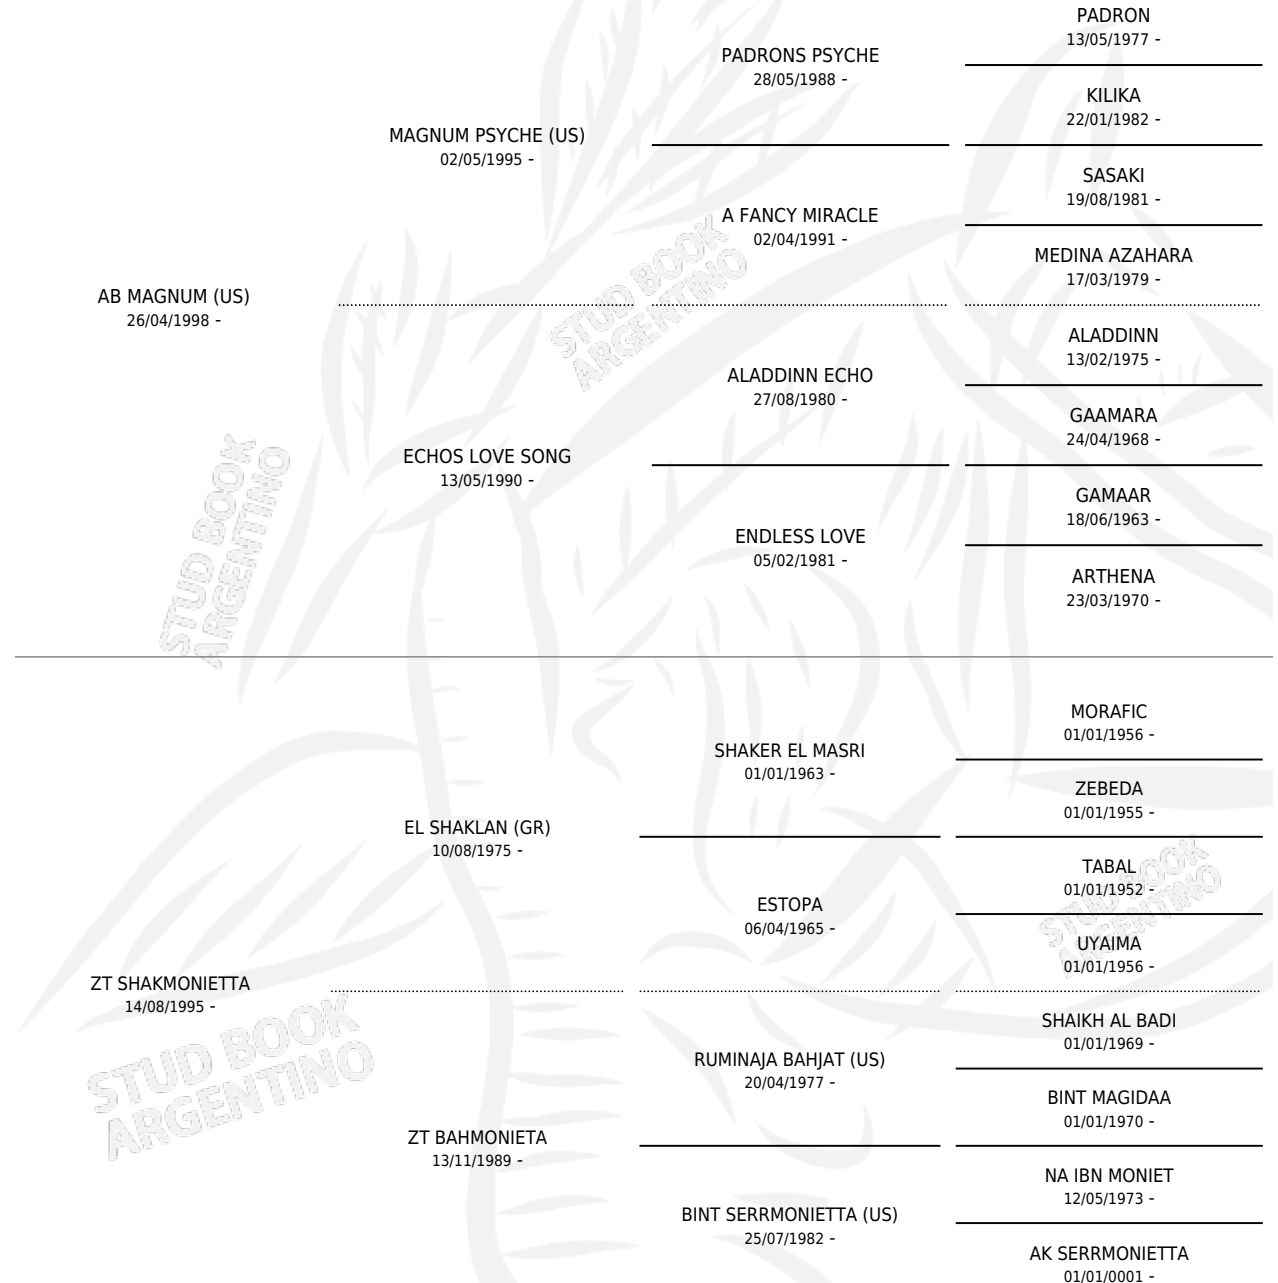 PADRON
13/05/1977 -
PADRONS PSYCHE
28/05/1988 -
KILIKA
22/01/1982 -
MAGNUM PSYCHE (US)
02/05/1995 -
SASAKI
19/08/1981 -
A FANCY MIRACLE
02/04/1991 -
MEDINA AZAHARA
17/03/1979 -
AB MAGNUM (US)
26/04/1998 -
ALADDINN
13/02/1975 -
ALADDINN ECHO
27/08/1980 -
GAAMARA
24/04/1968 -
ECHOS LOVE SONG
13/05/1990 -
GAMAAR
18/06/1963 -
ENDLESS LOVE
05/02/1981 -
ARTHENA
23/03/1970 -
MORAFIC
01/01/1956 -
SHAKER EL MASRI
01/01/1963 -
ZEBEDA
01/01/1955 -
EL SHAKLAN (GR)
10/08/1975 -
TABAL
01/01/1952 -
ESTOPA
06/04/1965 -
UYAIMA
01/01/1956 -
ZT SHAKMONIETTA
14/08/1995 -
SHAIKH AL BADI
01/01/1969 -
RUMINAJA BAHJAT (US)
20/04/1977 -
BINT MAGIDAA
01/01/1970 -
ZT BAHMONIETA
13/11/1989 -
NA IBN MONIET
12/05/1973 -
BINT SERRMONIETTA (US)
25/07/1982 -
AK SERRMONIETTA
01/01/0001 -
STUD BOOK
ARGENTINO
STUD BOOK
ARGENTINO
STUD BOOK
ARGENTINO
STUD BOOK
ARGENTINO